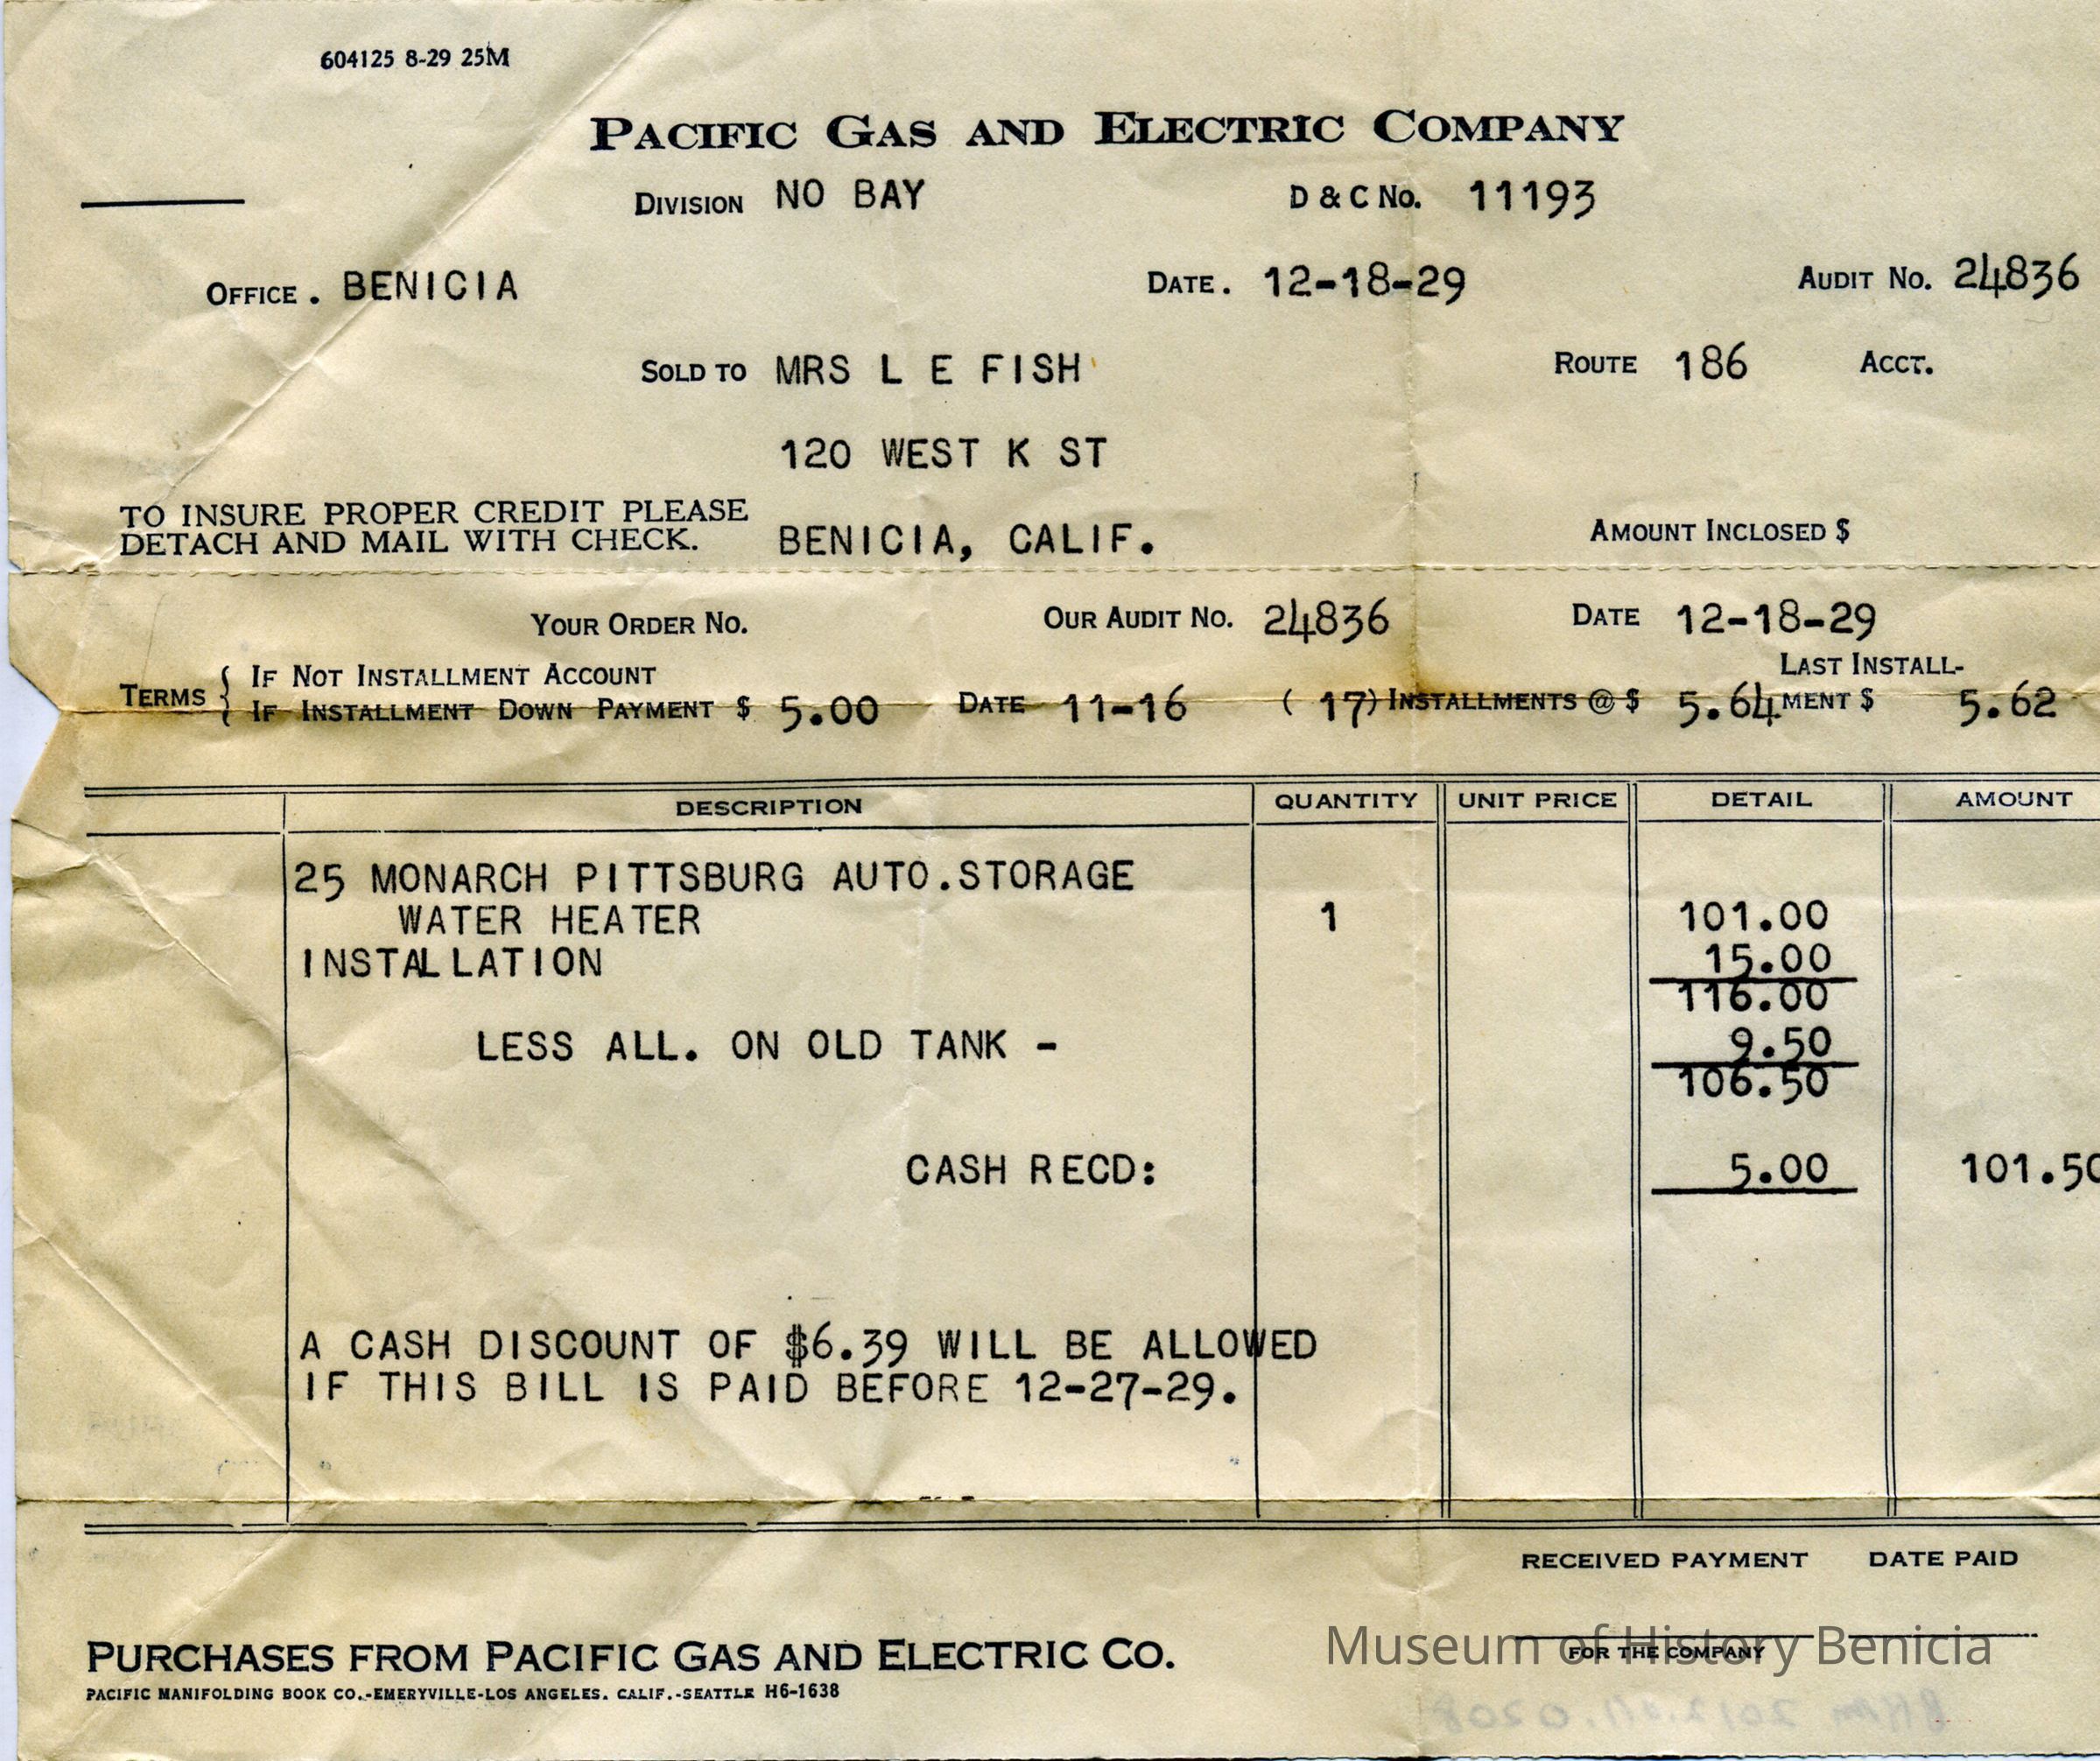 604125 8-29 25M
PACIFIC GAS AND ELECTRIC COMPANY
DIVISION NO BAY D & C No. 11193
OFFICE. BENICIA DATE. 12-18-29 AUDIT No. 24836
SOLD TO MRS L E FISH ROUTE 186 ACCT.
120 WEST K ST
TO INSURE PROPER CREDIT PLEASE
DETACH AND MAIL WITH CHECK. BENICIA, CALIF. AMOUNT INCLOSED $
YOUR ORDER No. OUR AUDIT No. 24836 DATE 12-18-29
TERMS { IF NOT INSTALLMENT ACCOUNT LAST INSTALL-
IF INSTALLMENT DOWN PAYMENT $ 5.00 DATE 11-16 ( 17) INSTALLMENTS @ $ 5.64 MENT $ 5.62
DESCRIPTION QUANTITY UNIT PRICE DETAIL AMOUNT
25 MONARCH PITTSBURG AUTO.STORAGE
WATER HEATER 1 101.00
INSTALLATION 15.00
116.00
LESS ALL. ON OLD TANK - 9.50
106.50
CASH RECD: 5.00 101.50
A CASH DISCOUNT OF $6.39 WILL BE ALLOWED
IF THIS BILL IS PAID BEFORE 12-27-29.
RECEIVED PAYMENT DATE PAID
PURCHASES FROM PACIFIC GAS AND ELECTRIC CO.
Museum of History Benicia
FOR THE COMPANY
PACIFIC MANIFOLDING BOOK CO.-EMERYVILLE-LOS ANGELES. CALIF.-SEATTLE H6-1638